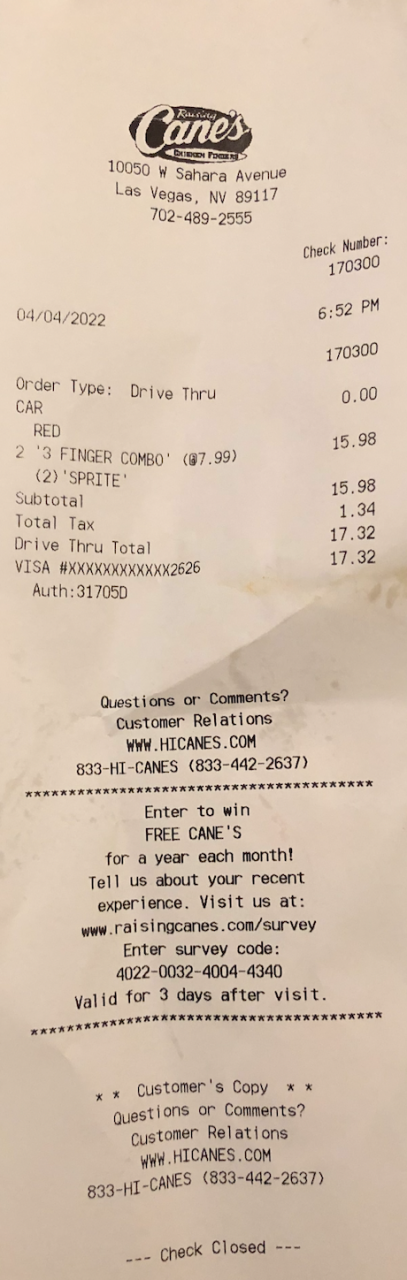 Raising
Cane's
CHICKEN FINGERS
10050 W Sahara Avenue
Las Vegas, NV 89117
702-489-2555
Check Number:
170300
04/04/2022 6:52 PM
170300
Order Type: Drive Thru
CAR 0.00
RED
2 '3 FINGER COMBO' (@7.99) 15.98
(2)'SPRITE'
Subtotal 15.98
Total Tax 1.34
Drive Thru Total 17.32
VISA #XXXXXXXXXXXX2626 17.32
Auth:31705D
Questions or Comments?
Customer Relations
WWW.HICANES.COM
833-HI-CANES (833-442-2637)
****************************************
Enter to win
FREE CANE'S
for a year each month!
Tell us about your recent
experience. Visit us at:
www.raisingcanes.com/survey
Enter survey code:
4022-0032-4004-4340
Valid for 3 days after visit.
****************************************
* * Customer's Copy * *
Questions or Comments?
Customer Relations
WWW.HICANES.COM
833-HI-CANES (833-442-2637)
--- Check Closed ---